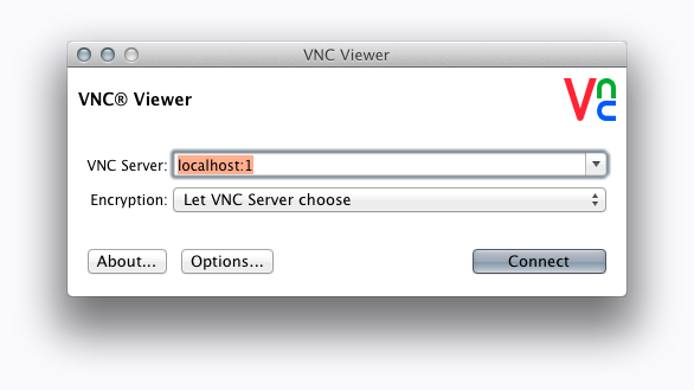 VNC Viewer
VNC® Viewer
Vnc
VNC Server: localhost:1
Encryption: Let VNC Server choose
About... Options... Connect